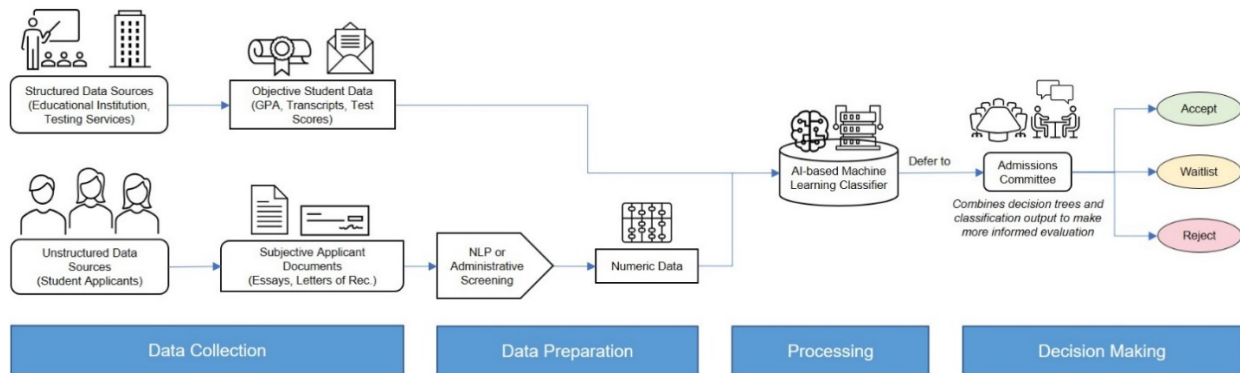 Structured Data Sources
(Educational Institution,
Testing Services)
Objective Student Data
(GPA, Transcripts, Test
Scores)
Unstructured Data
Sources
(Student Applicants)
Subjective Applicant
Documents
(Essays, Letters of Rec.)
NLP or
Administrative
Screening
Numeric Data
AI-based Machine
Learning Classifier
Defer to
Admissions
Committee
Combines decision trees and
classification output to make
more informed evaluation
Accept
Waitlist
Reject
Data Collection
Data Preparation
Processing
Decision Making